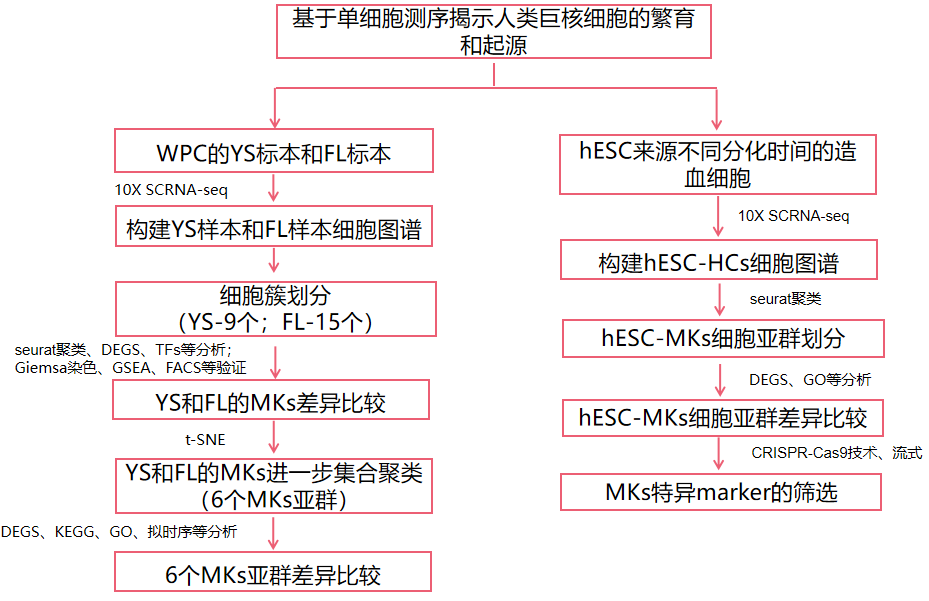 基于单细胞测序揭示人类巨核细胞的繁育
和起源
WPC的YS标本和FL标本
10X SCRNA-seq
构建YS样本和FL样本细胞图谱
细胞簇划分
（YS-9个；FL-15个）
seurat聚类、DEGS、TFs等分析；
Giemsa染色、GSEA、FACS等验证
YS和FL的MKs差异比较
t-SNE
YS和FL的MKs进一步集合聚类
（6个MKs亚群）
DEGS、KEGG、GO、拟时序等分析
6个MKs亚群差异比较
hESC来源不同分化时间的造
血细胞
10X SCRNA-seq
构建hESC-HCs细胞图谱
seurat聚类
hESC-MKs细胞亚群划分
DEGS、GO等分析
hESC-MKs细胞亚群差异比较
CRISPR-Cas9技术、流式
MKs特异marker的筛选